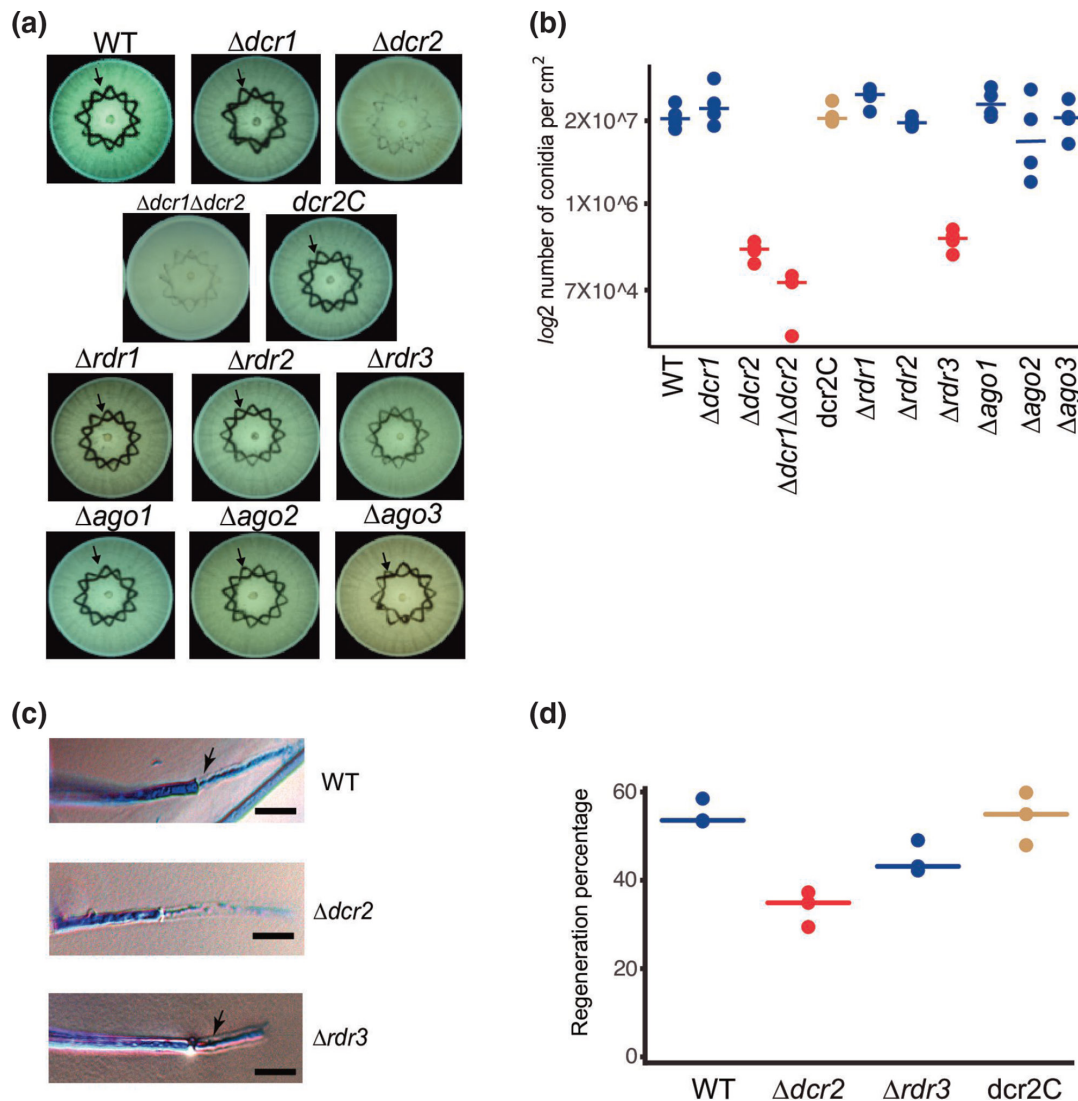 (a)
WT Δdcr1 Δdcr2
Δdcr1Δdcr2 dcr2C
Δrdr1 Δrdr2 Δrdr3
Δago1 Δago2 Δago3
(b)
log2 number of conidia per cm2
2X10^7
1X10^6
7X10^4
WT Δdcr1 Δdcr2 Δdcr1Δdcr2 dcr2C Δrdr1 Δrdr2 Δrdr3 Δago1 Δago2 Δago3
(c)
WT
Δdcr2
Δrdr3
(d)
Regeneration percentage
60
40
20
0
WT Δdcr2 Δrdr3 dcr2C